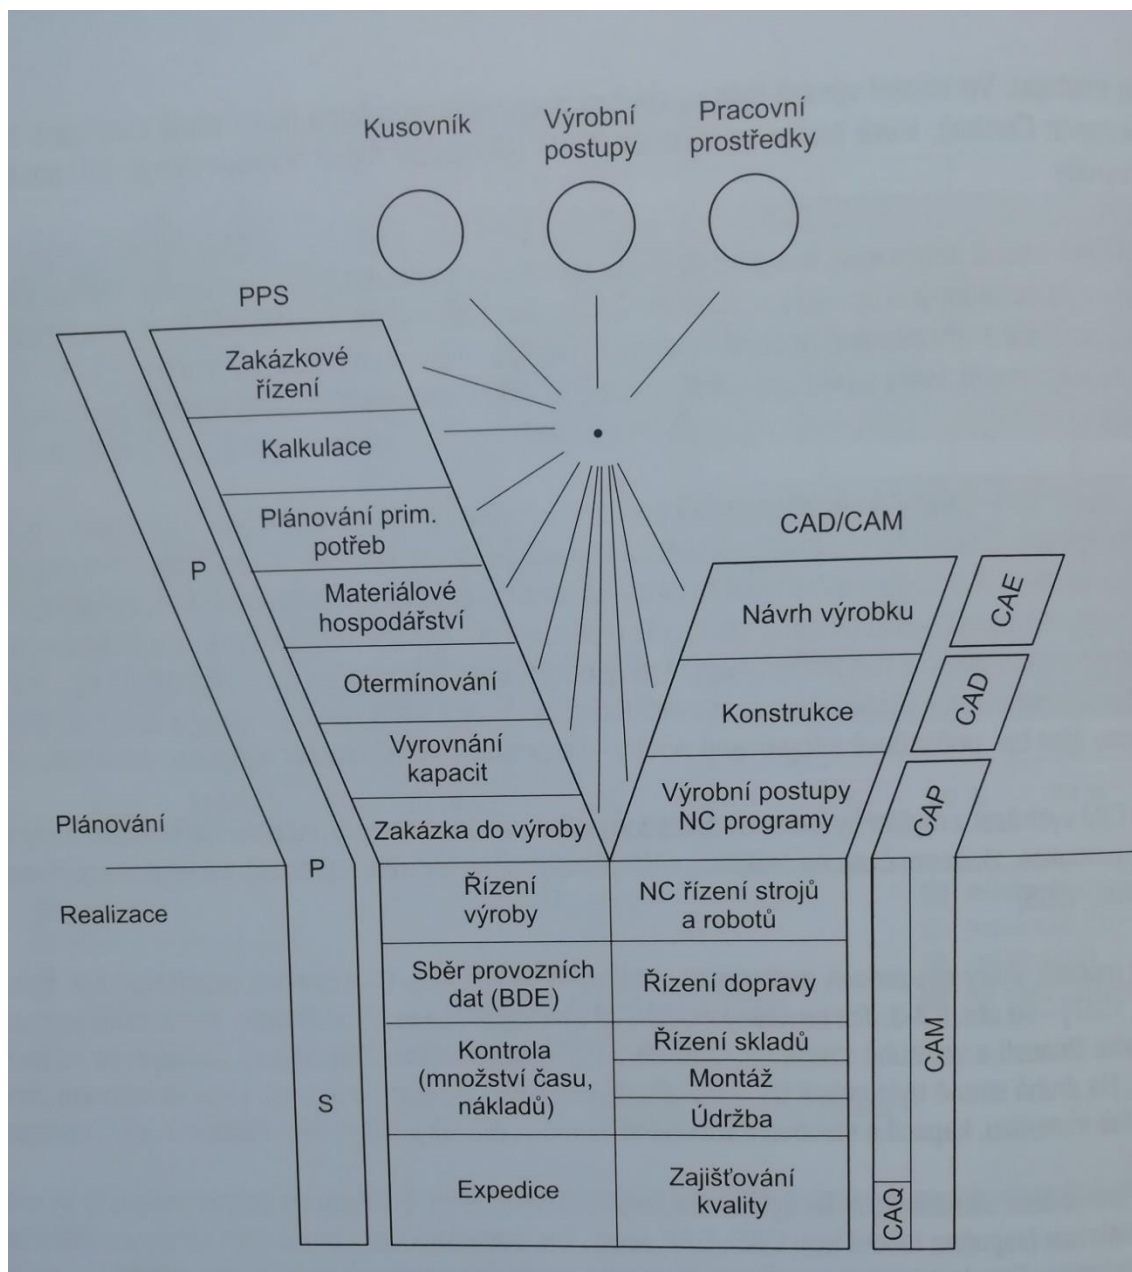 Kusovník
Výrobní
postupy
Pracovní
prostředky
PPS
Zakázkové
řízení
Kalkulace
Plánování prim.
potřeb
Materiálové
hospodářství
Otermínování
Vyrovnání
kapacit
Zakázka do výroby
P
CAD/CAM
Návrh výrobku
Konstrukce
Výrobní postupy
NC programy
CAE
CAD
CAP
Plánování
P
Realizace
Řízení
výroby
NC řízení strojů
a robotů
Sběr provozních
dat (BDE)
Řízení dopravy
Kontrola
(množství času,
nákladů)
Řízení skladů
Montáž
Údržba
S
CAM
Expedice
Zajišťování
kvality
CAQ